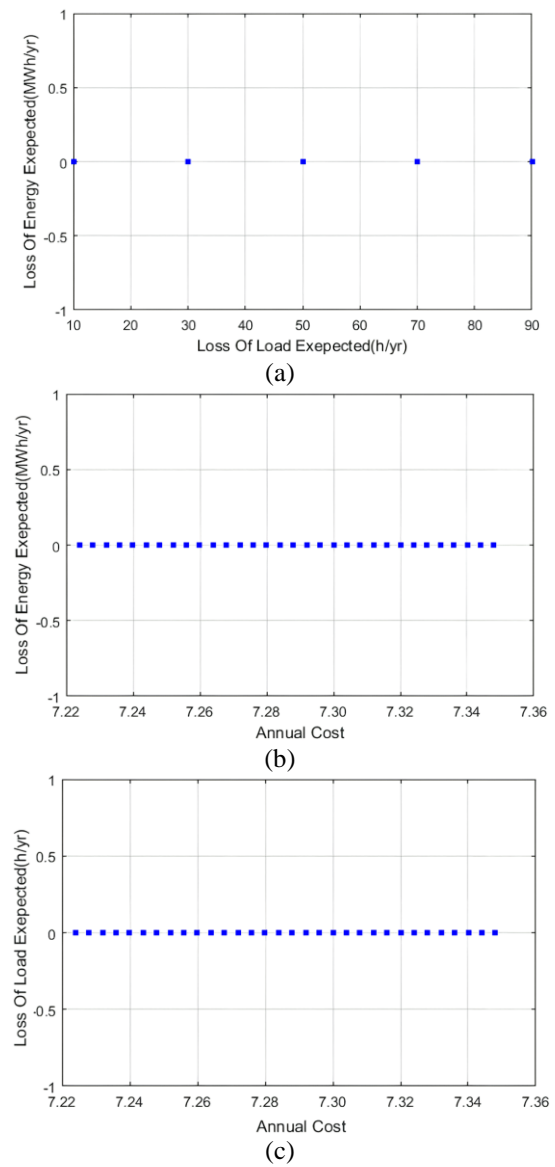 1
0.5
0
-0.5
-1
Loss Of Energy Exepected(MWh/yr)
10 20 30 40 50 60 70 80 90
Loss Of Load Exepected(h/yr)
(a)
1
0.5
0
-0.5
-1
Loss Of Energy Exepected(MWh/yr)
7.22 7.24 7.26 7.28 7.30 7.32 7.34 7.36
Annual Cost
(b)
1
0.5
0
-0.5
-1
Loss Of Load Exepected(h/yr)
7.22 7.24 7.26 7.28 7.30 7.32 7.34 7.36
Annual Cost
(c)